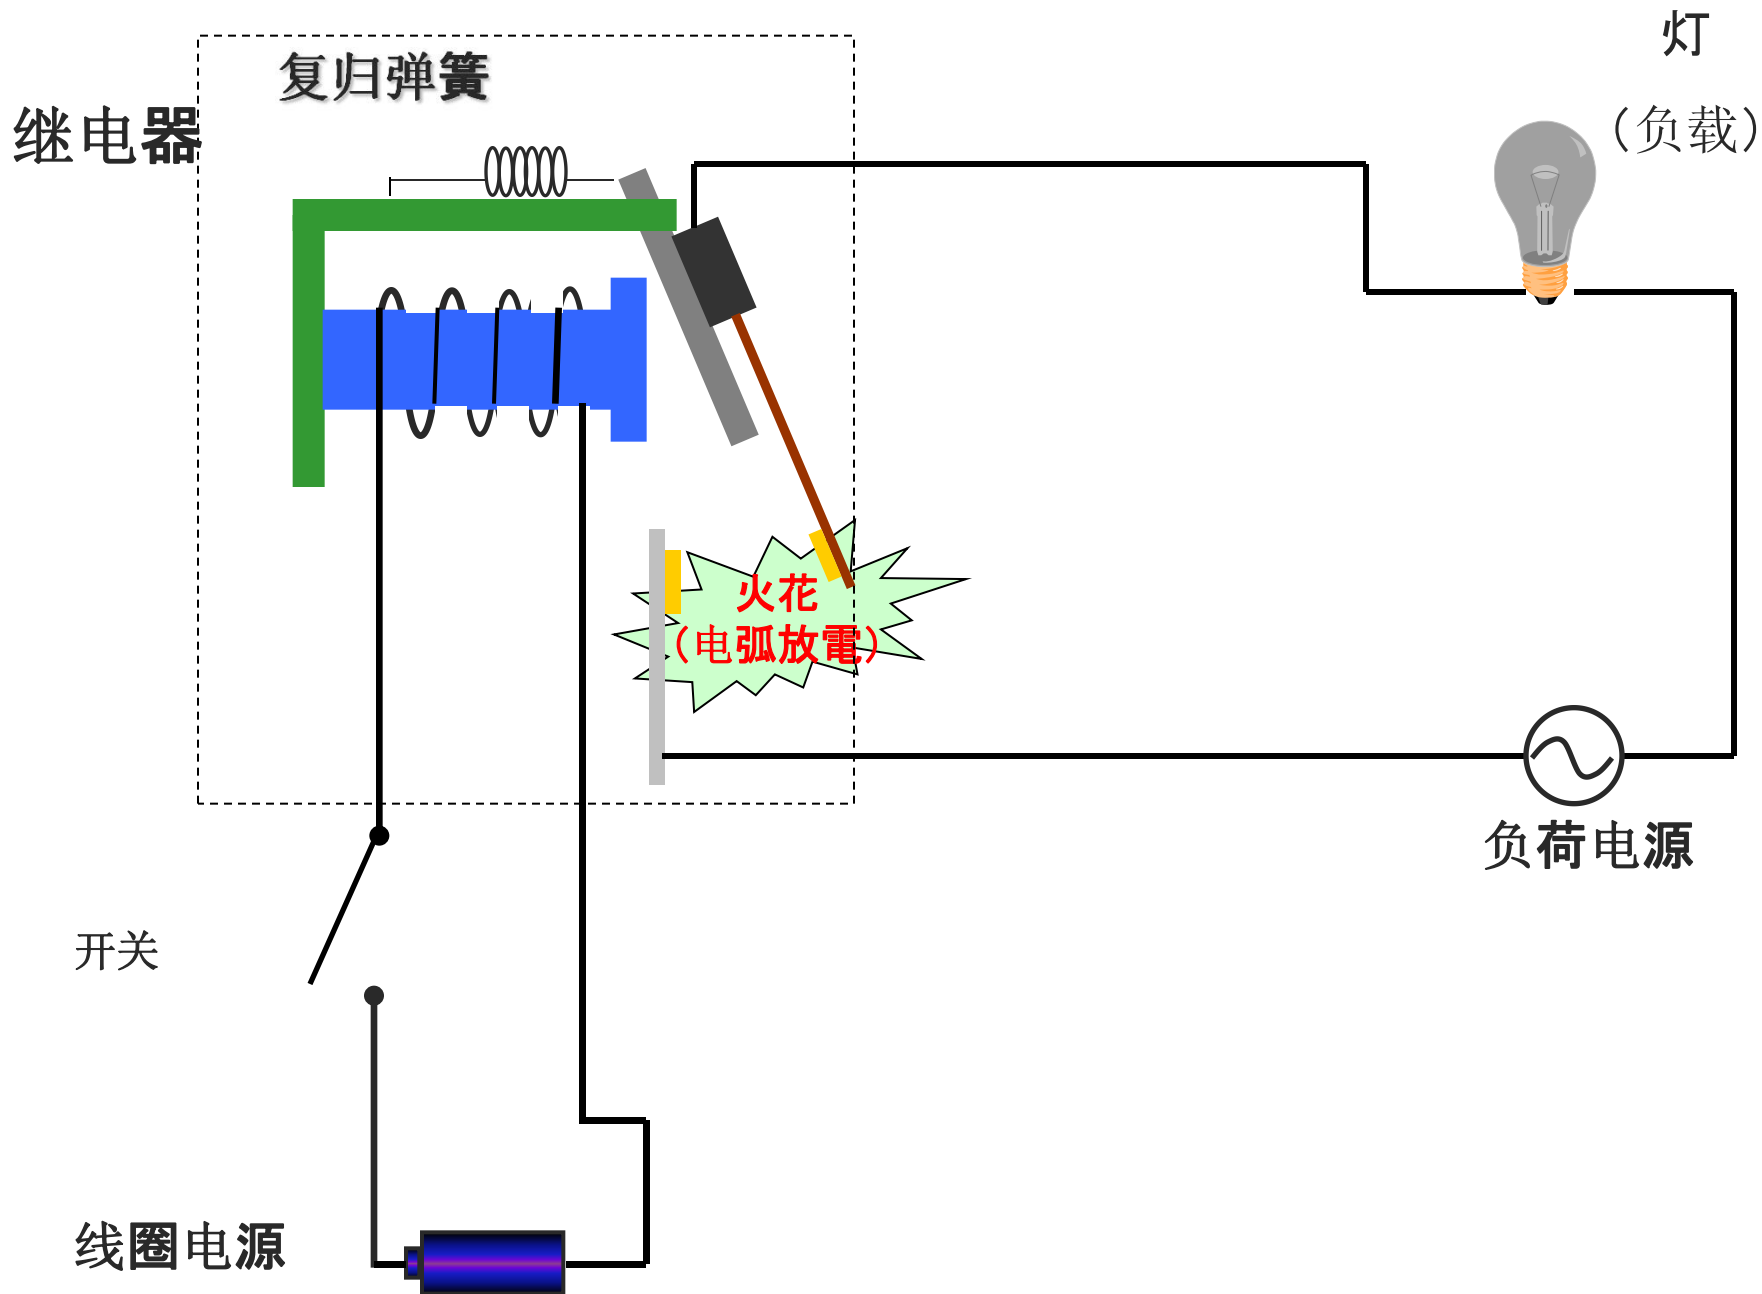 灯
复归弹簧
继电器
（负载）
火花
（电弧放電）
负荷电源
开关
线圈电源